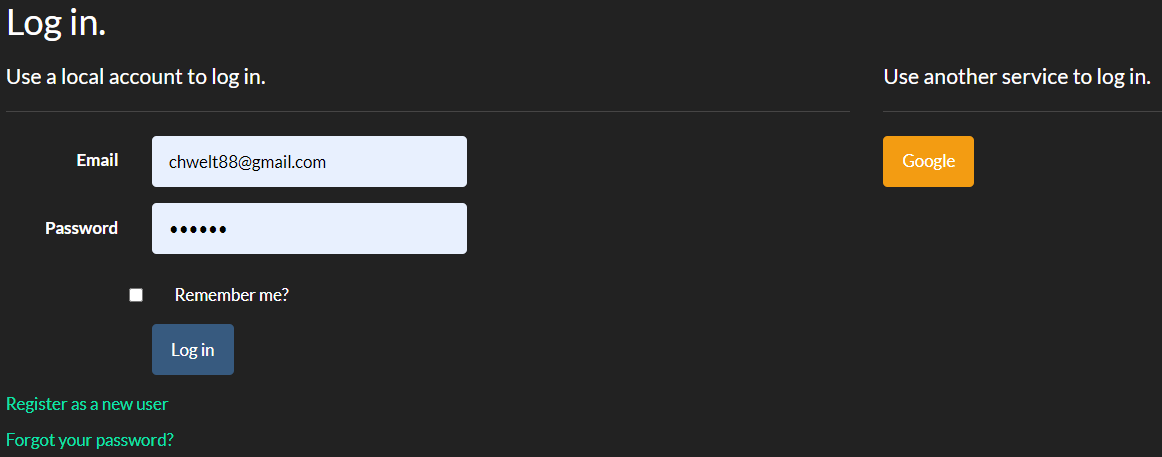 Log in.
Use a local account to log in.
Use another service to log in.
Email
chwelt88@gmail.com
Google
Password
••••••
Remember me?
Log in
Register as a new user
Forgot your password?